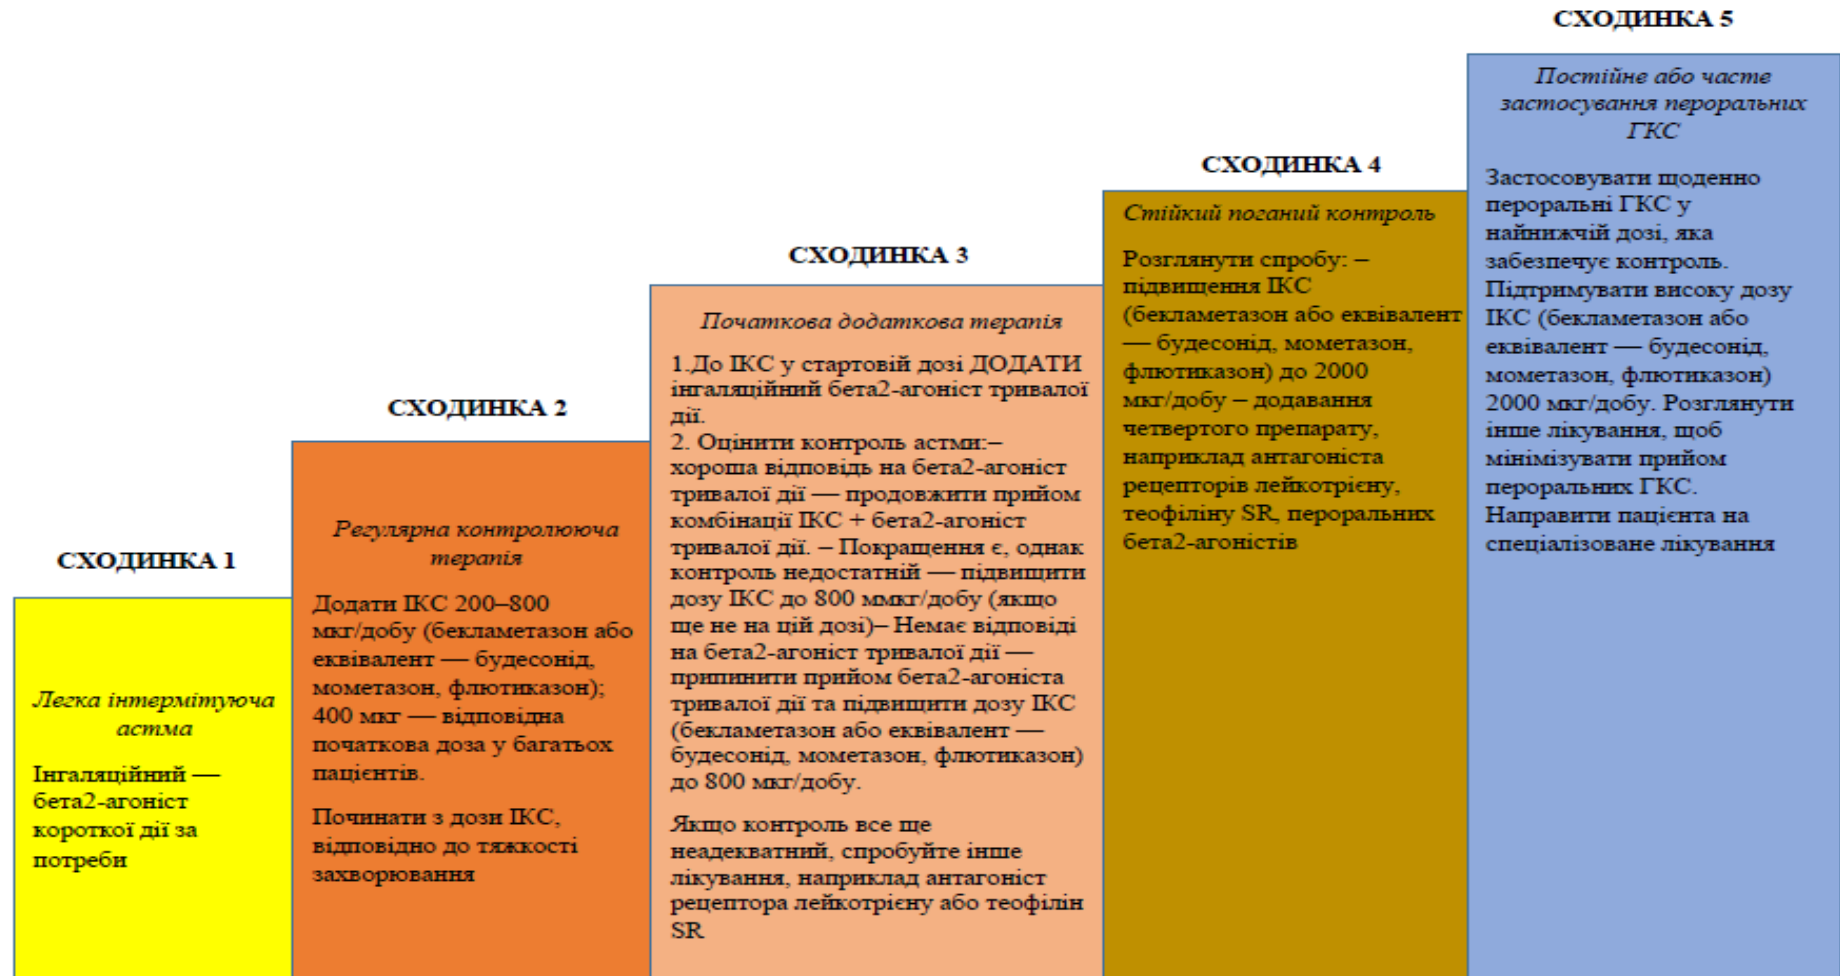 СХОДИНКА 1
Легка інтермітуюча
астма
Інгаляційний —
бета2-агоніст
короткої дії за
потреби
СХОДИНКА 2
Регулярна контролююча
терапія
Додати ІКС 200–800
мкг/добу (бекламетазон або
еквівалент — будесонід,
мометазон, флютиказон);
400 мкг — відповідна
початкова доза у багатьох
пацієнтів.
Починати з дози ІКС,
відповідно до тяжкості
захворювання
СХОДИНКА 3
Початкова додаткова терапія
1.До ІКС у стартовій дозі ДОДАТИ
інгаляційний бета2-агоніст тривалої
дії.
2. Оцінити контроль астми:–
хороша відповідь на бета2-агоніст
тривалої дії — продовжити прийом
комбінації ІКС + бета2-агоніст
тривалої дії. – Покращення є, однак
контроль недостатній — підвищити
дозу ІКС до 800 ммкг/добу (якщо
ще не на цій дозі)– Немає відповіді
на бета2-агоніст тривалої дії —
припинити прийом бета2-агоніста
тривалої дії та підвищити дозу ІКС
(бекламетазон або еквівалент —
будесонід, мометазон, флютиказон)
до 800 мкг/добу.
Якщо контроль все ще
неадекватний, спробуйте інше
лікування, наприклад антагоніст
рецептора лейкотрієну або теофілін
SR
СХОДИНКА 4
Стійкий поганий контроль
Розглянути спробу: –
підвищення ІКС
(бекламетазон або еквівалент
— будесонід, мометазон,
флютиказон) до 2000
мкг/добу – додавання
четвертого препарату,
наприклад антагоніста
рецепторів лейкотрієну,
теофіліну SR, пероральних
бета2-агоністів
СХОДИНКА 5
Постійне або часте
застосування пероральних
ГКС
Застосовувати щоденно
пероральні ГКС у
найнижчій дозі, яка
забезпечує контроль.
Підтримувати високу дозу
ІКС (бекламетазон або
еквівалент — будесонід,
мометазон, флютиказон)
2000 мкг/добу. Розглянути
інше лікування, щоб
мінімізувати прийом
пероральних ГКС.
Направити пацієнта на
спеціалізоване лікування